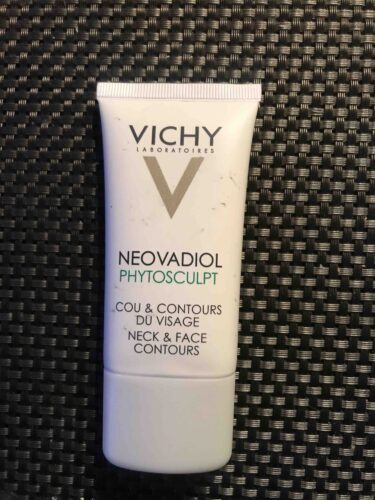 VICHY
LABORATOIRES
NEOVADIOL
PHYTOSCULPT
COU & CONTOURS
DU VISAGE
NECK & FACE
CONTOURS